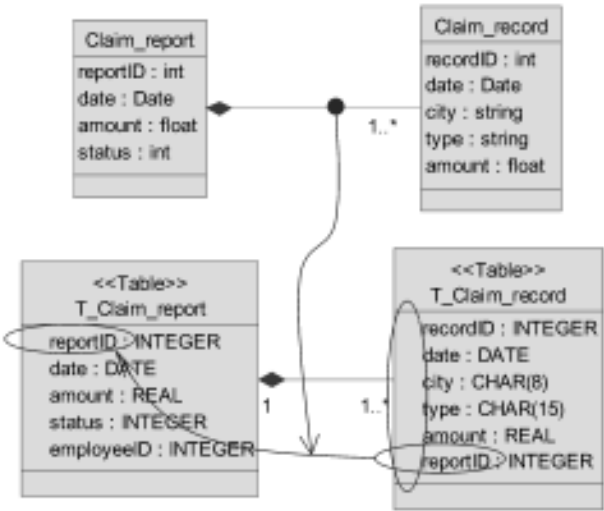 Claim_report
reportID : int
date : Date
amount : float
status : int
Claim_record
recordID : int
date : Date
city : string
type : string
amount : float
1..*
<<Table>>
T_Claim_report
reportID : INTEGER
date : DATE
amount : REAL
status : INTEGER
employeeID : INTEGER
1
1..*
<<Table>>
T_Claim_record
recordID : INTEGER
date : DATE
city : CHAR(8)
type : CHAR(15)
amount : REAL
reportID : INTEGER